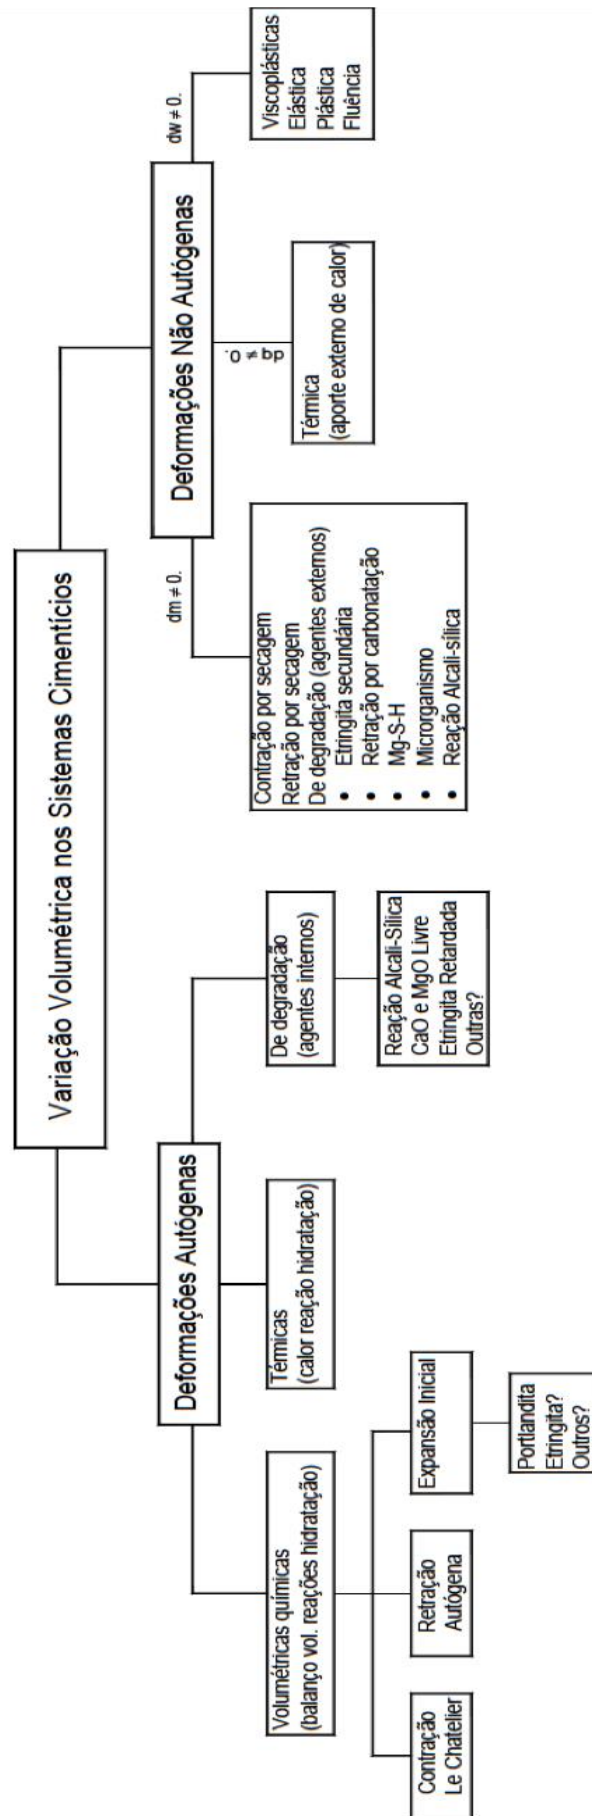 Variação Volumétrica nos Sistemas Cimentícios
Deformações Autógenas
Volumétricas químicas
(balanço vol. reações hidratação)
Contração
Le Chatelier
Retração
Autógena
Expansão Inicial
Portlandita
Etringita?
Outros?
Térmicas
(calor reação hidratação)
De degradação
(agentes internos)
Reação Alcali-Sílica
CaO e MgO Livre
Etringita Retardada
Outras?
Deformações Não Autógenas
dm ≠ 0.
Contração por secagem
Retração por secagem
De degradação (agentes externos)
• Etringita secundária
• Retração por carbonatação
• Mg-S-H
• Microrganismo
• Reação Alcali-sílica
dq ≠ 0.
Térmica
(aporte externo de calor)
dw ≠ 0.
Viscoplásticas
Elástica
Plástica
Fluência